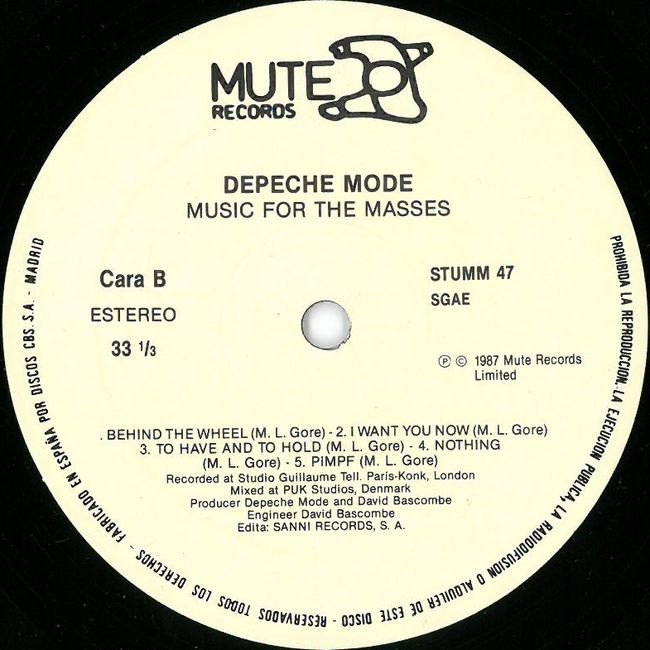 MUTE
RECORDS
DEPECHE MODE
MUSIC FOR THE MASSES
Cara B
ESTEREO
33 1/3
STUMM 47
SGAE
Ⓟ © 1987 Mute Records
Limited
. BEHIND THE WHEEL (M. L. Gore) - 2. I WANT YOU NOW (M. L. Gore)
3. TO HAVE AND TO HOLD (M. L. Gore) - 4. NOTHING
(M. L. Gore) - 5. PIMPF (M. L. Gore)
Recorded at Studio Guillaume Tell. París-Konk, London
Mixed at PUK Studios, Denmark
Producer Depeche Mode and David Bascombe
Engineer David Bascombe
Edita: SANNI RECORDS, S. A.
PROHIBIDA LA REPRODUCCION, LA EJECUCION PUBLICA, LA RADIODIFUSION O ALQUILER DE ESTE DISCO - RESERVADOS TODOS LOS DERECHOS - FABRICADO EN ESPAÑA POR DISCOS CBS. S.A. - MADRID